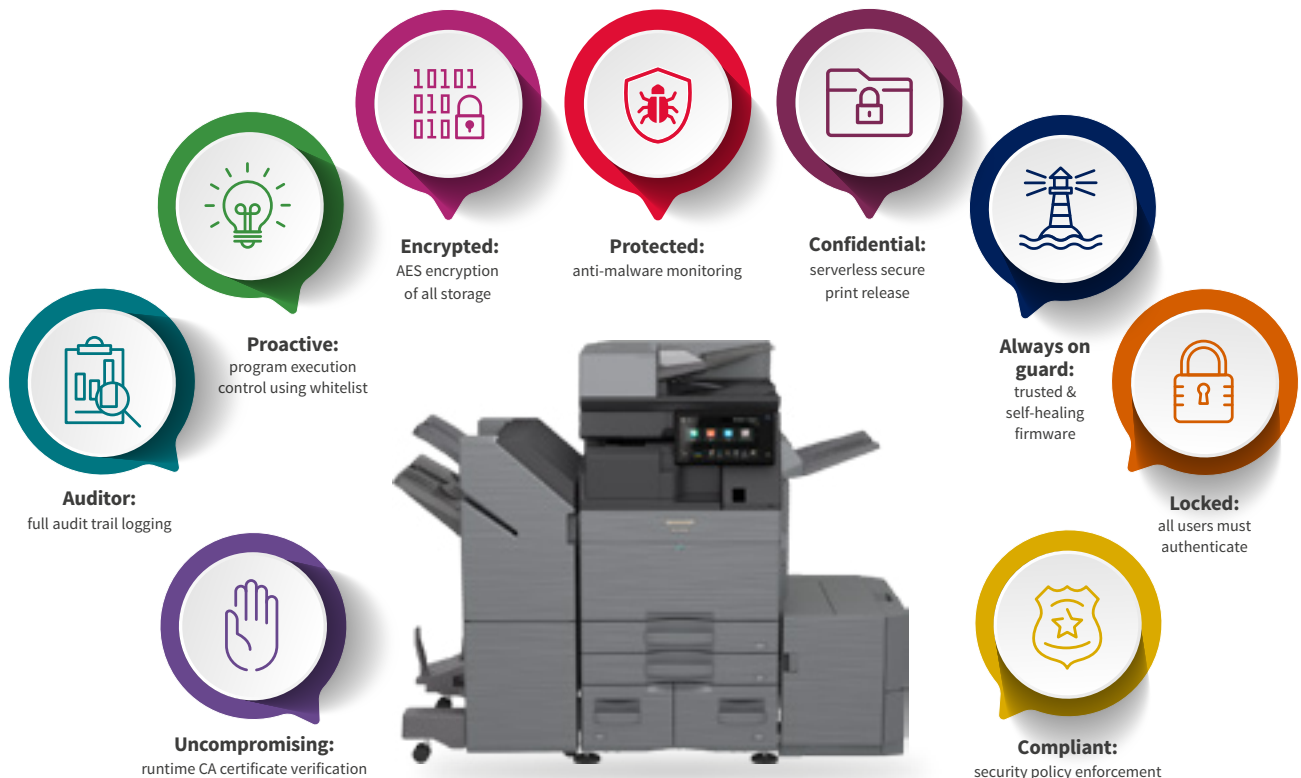 10101
010
010
Encrypted:
AES encryption
of all storage
Protected:
anti-malware monitoring
Confidential:
serverless secure
print release
Proactive:
program execution
control using whitelist
Always on
guard:
trusted &
self-healing
firmware
Auditor:
full audit trail logging
Locked:
all users must
authenticate
Uncompromising:
runtime CA certificate verification
Compliant:
security policy enforcement